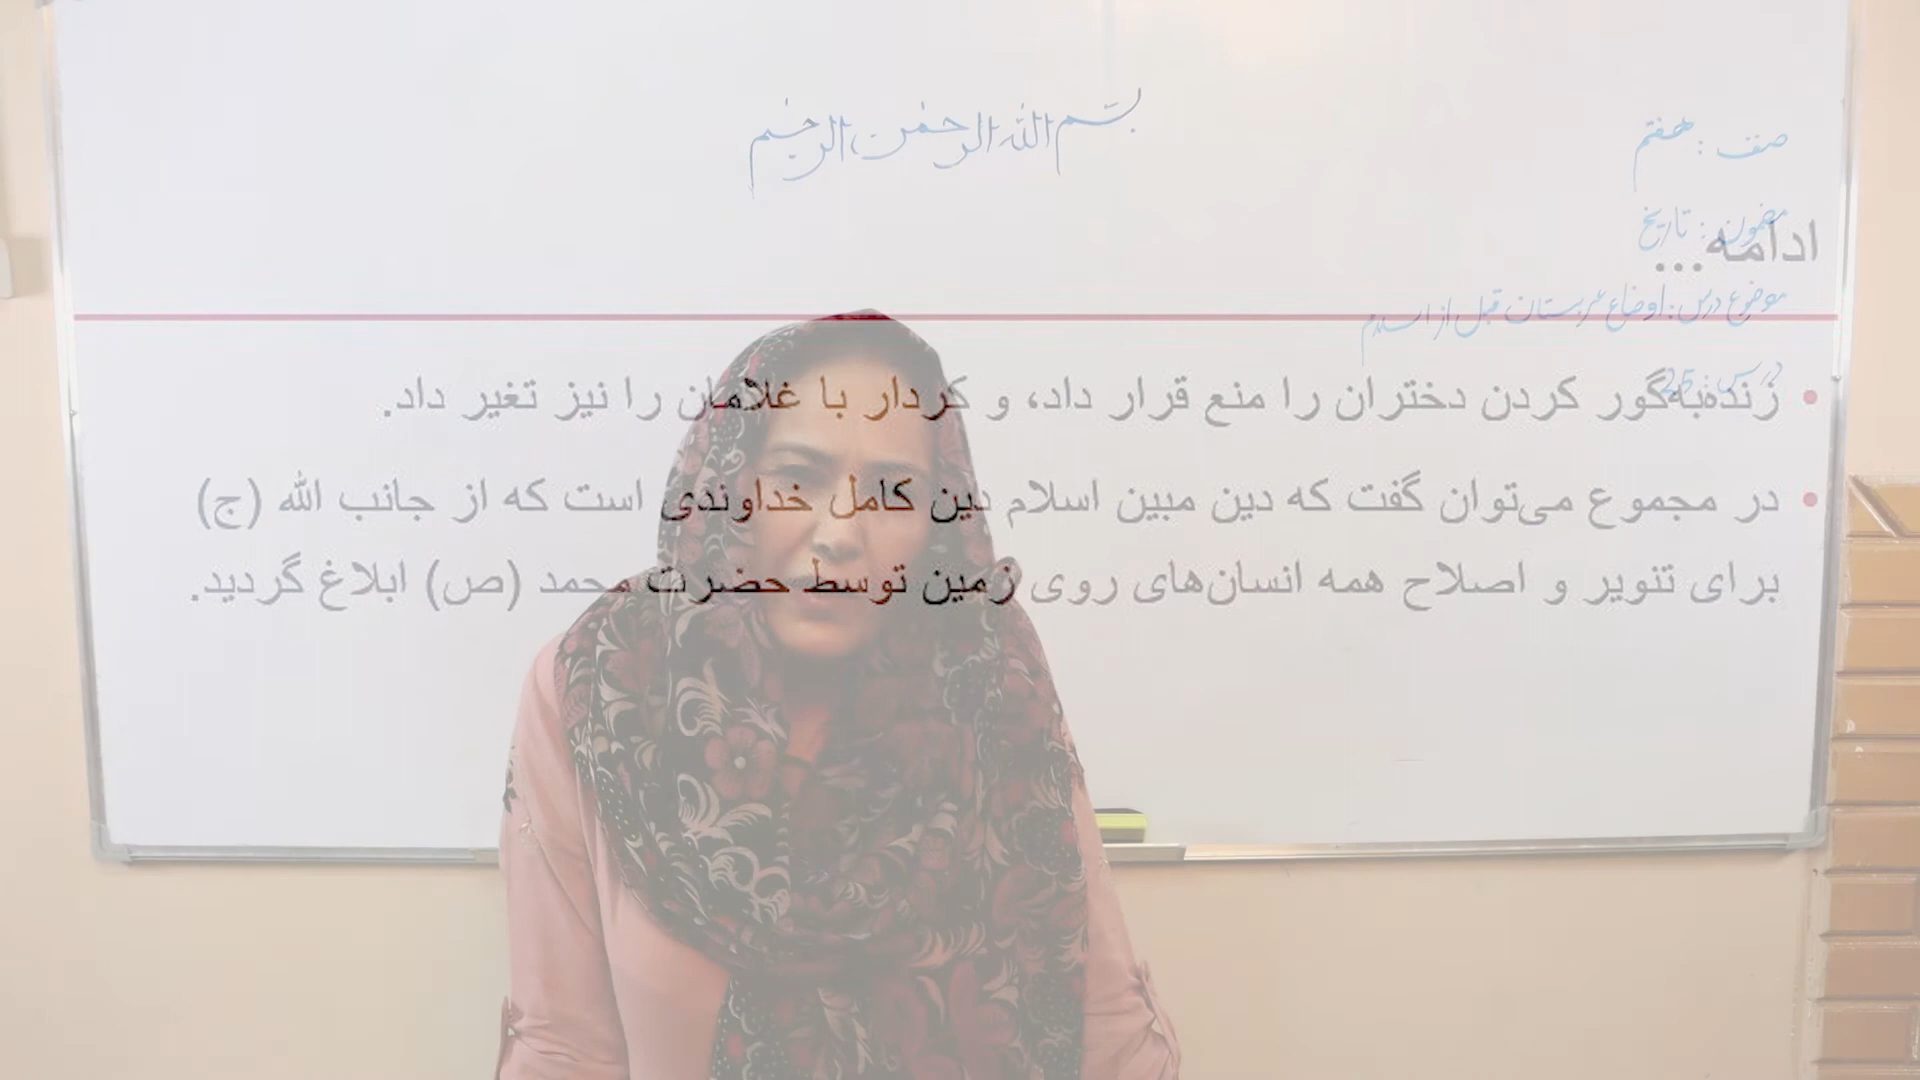 بسم الله الرحمن الرحیم
صنف : هفتم
مضمون : تاریخ
ادامه...
موضوع درس : اوضاع عربستان قبل از اسلام
درس : 25
• زنده‌به‌گور کردن دختران را منع قرار داد، و کردار با غلامان را نیز تغیر داد.
• در مجموع می‌توان گفت که دین مبین اسلام دین کامل خداوندی است که از جانب الله (ج)
برای تنویر و اصلاح همه انسان‌های روی زمین توسط حضرت محمد (ص) ابلاغ گردید.